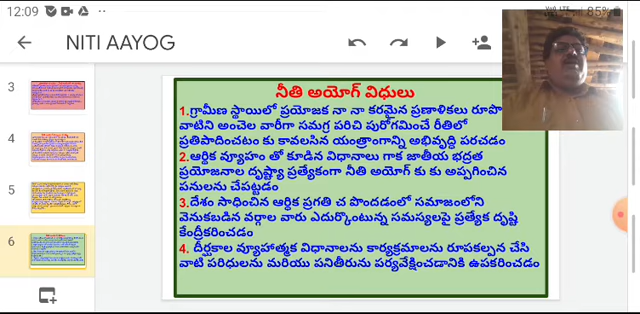 12:09
85%
NITI AAYOG
3
4
5
6
నీతి అయోగ్ విధులు
1.గ్రామీణ స్థాయిలో ప్రయోజక నా నా కరమైన ప్రణాళికలు రూపొ
వాటిని అంచెల వారీగా సమగ్ర పరిచి పురోగమించే రీతిలో
ప్రతిపాదించటం కు కావలసిన యంత్రాంగాన్ని అభివృద్ధి పరచడం
2.ఆర్థిక వ్యూహం తో కూడిన విధానాలు గాక జాతీయ భద్రత
ప్రయోజనాల దృష్ట్యా ప్రత్యేకంగా నీతి అయోగ్ కు కు అప్పగించిన
పనులను చేపట్టడం
3.దేశం సాధించిన ఆర్థిక ప్రగతి చ పొందడంలో సమాజంలోని
వెనుకబడిన వర్గాల వారు ఎదుర్కొంటున్న సమస్యలపై ప్రత్యేక దృష్టి
కేంద్రీకరించడం
4. దీర్ఘకాల వ్యూహాత్మక విధానాలను కార్యక్రమాలను రూపకల్పన చేసి
వాటి పరిధులను మరియు పనితీరును పర్యవేక్షించడానికి ఉపకరించడం